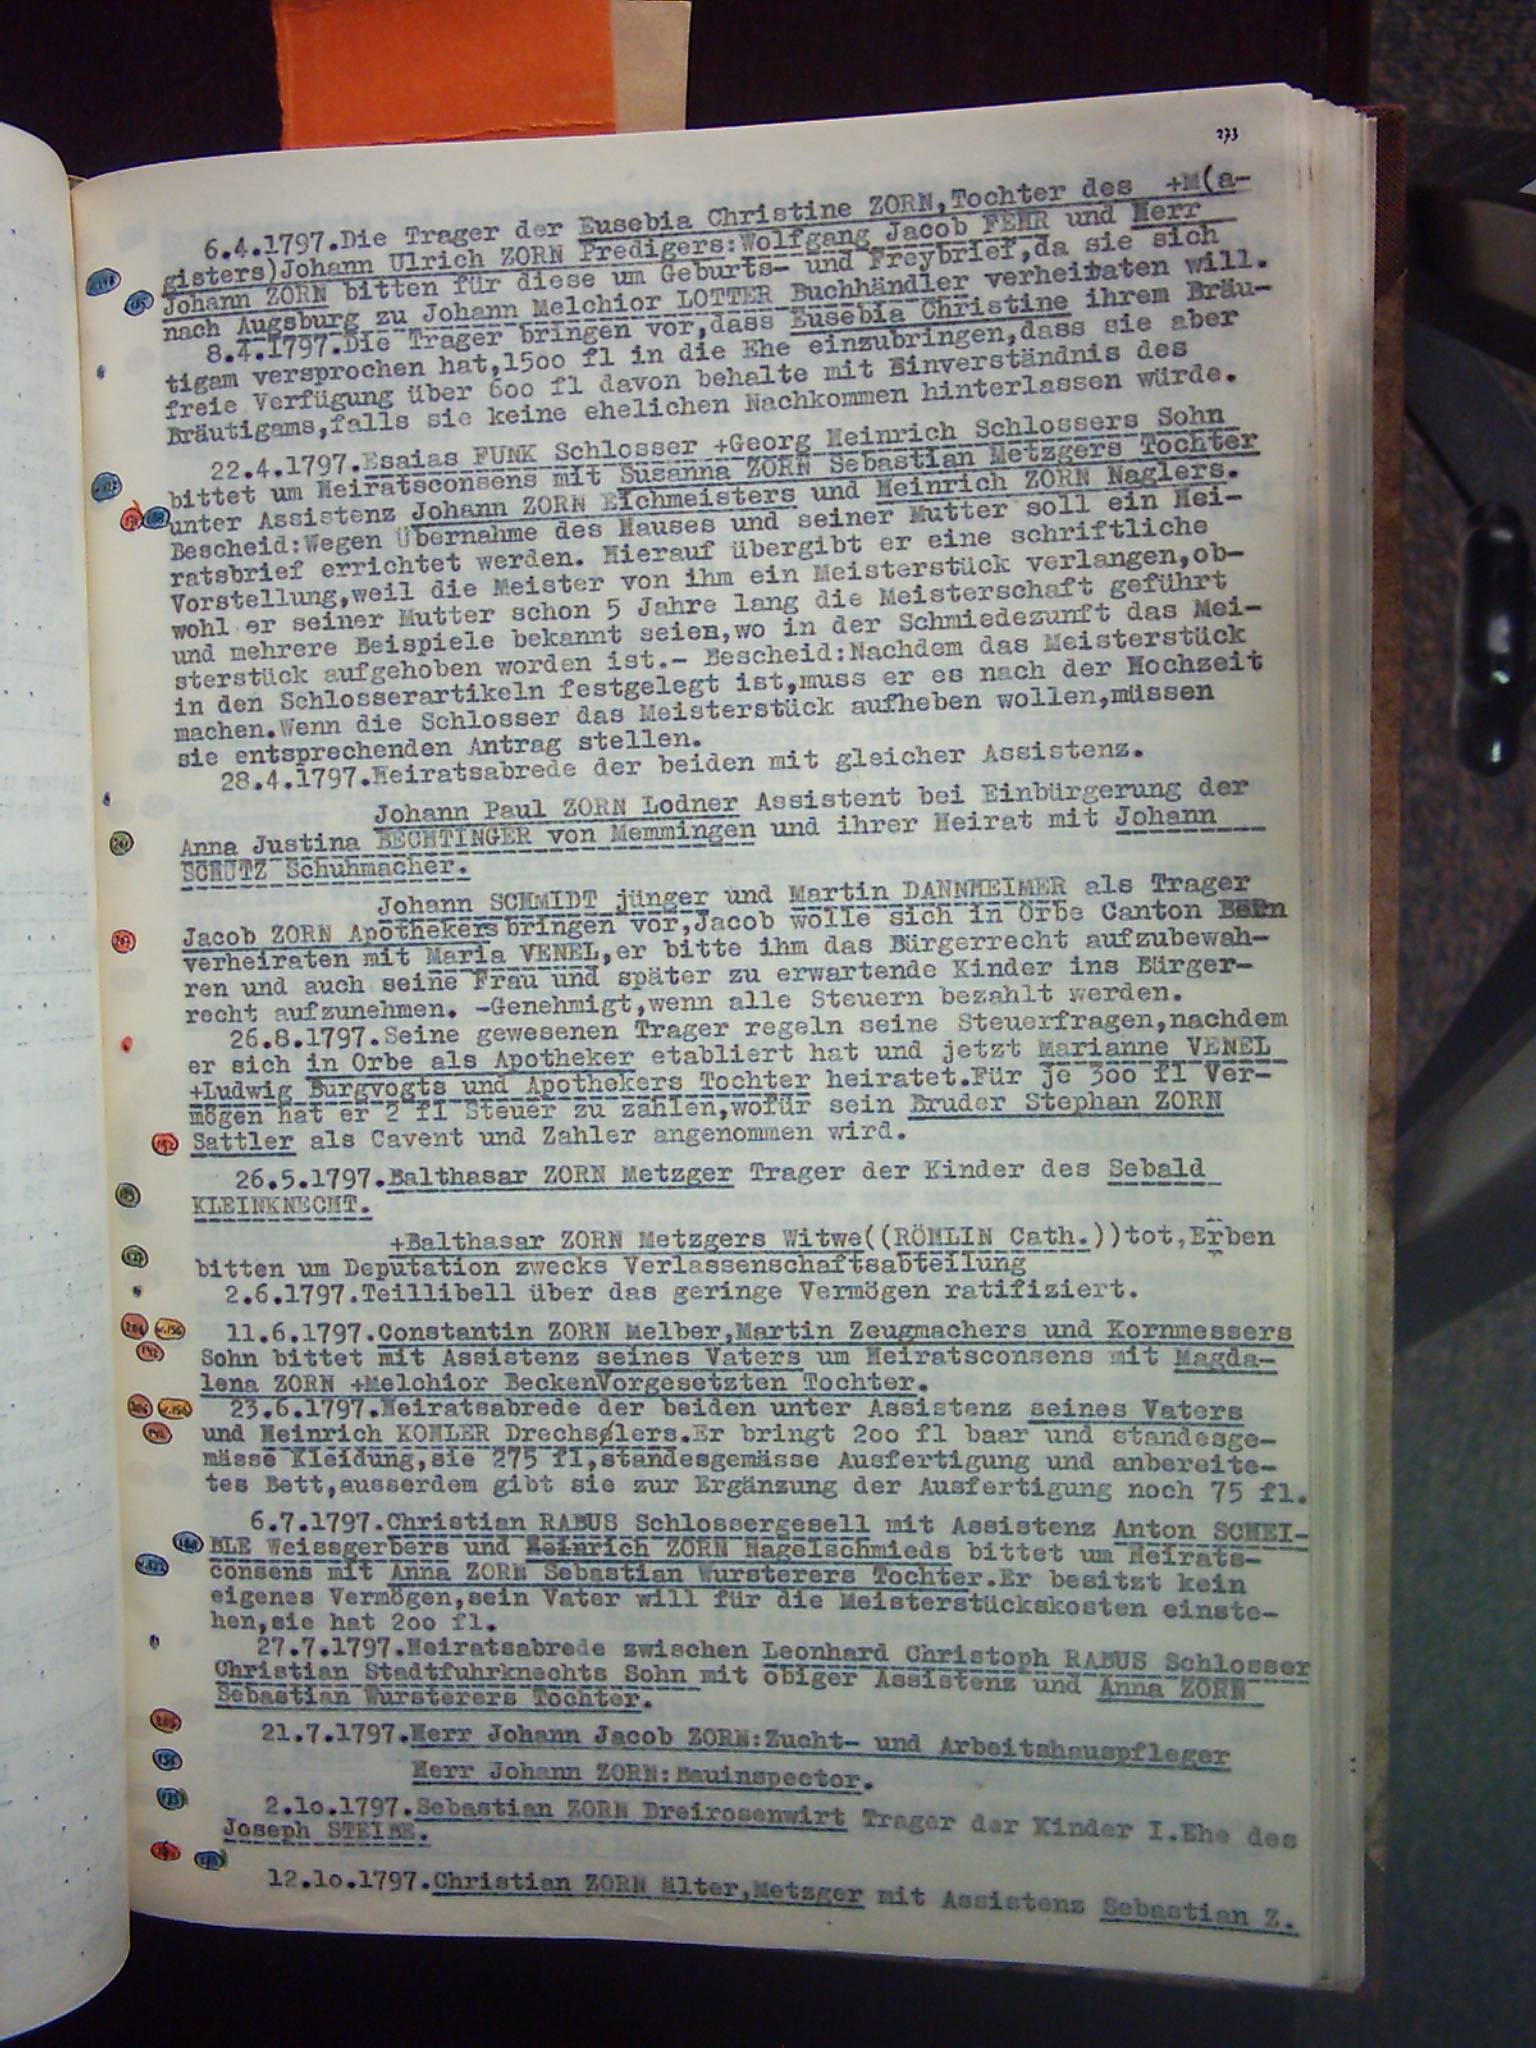 273
6.4.1797.Die Trager der Eusebia Christine ZORN,Tochter des +M(a-
gisters)Johann Ulrich ZORN Predigers:Wolfgang Jacob FEHR und Herr
Johann ZORN bitten für diese um Geburts- und Freybrief,da sie sich
nach Augsburg zu Johann Melchior LOTTER Buchhändler verheiraten will.
8.4.1797.Die Trager bringen vor,dass Eusebia Christine ihrem Bräu-
tigam versprochen hat,1500 fl in die Ehe einzubringen,dass sie aber
freie Verfügung über 600 fl davon behalte mit Einverständnis des
Bräutigams,falls sie keine ehelichen Nachkommen hinterlassen würde.
22.4.1797.Esaias FUNK Schlosser +Georg Heinrich Schlossers Sohn
bittet um Heiratsconsens mit Susanna ZORN Sebastian Metzgers Tochter
unter Assistenz Johann ZORN Eichmeisters und Heinrich ZORN Naglers.
Bescheid:Wegen Übernahme des Hauses und seiner Mutter soll ein Hei-
ratsbrief errichtet werden. Hierauf übergibt er eine schriftliche
Vorstellung,weil die Meister von ihm ein Meisterstück verlangen,ob-
wohl er seiner Mutter schon 5 Jahre lang die Meisterschaft geführt
und mehrere Beispiele bekannt seien,wo in der Schmiedezunft das Mei-
sterstück aufgehoben worden ist.- Bescheid:Nachdem das Meisterstück
in den Schlosserartikeln festgelegt ist,muss er es nach der Hochzeit
machen.Wenn die Schlosser das Meisterstück aufheben wollen,müssen
sie entsprechenden Antrag stellen.
28.4.1797.Heiratsabrede der beiden mit gleicher Assistenz.
Johann Paul ZORN Lodner Assistent bei Einbürgerung der
Anna Justina BECHTINGER von Memmingen und ihrer Heirat mit Johann
SCHÜTZ Schuhmacher.
Johann SCHMIDT jünger und Martin DANNHEIMER als Trager
Jacob ZORN Apothekers bringen vor,Jacob wolle sich in Orbe Canton Bern
verheiraten mit Maria VENEL,er bitte ihm das Bürgerrecht aufzubewah-
ren und auch seine Frau und später zu erwartende Kinder ins Bürger-
recht aufzunehmen. -Genehmigt,wenn alle Steuern bezahlt werden.
26.8.1797.Seine gewesenen Trager regeln seine Steuerfragen,nachdem
er sich in Orbe als Apotheker etabliert hat und jetzt Marianne VENEL
+Ludwig Burgvogts und Apothekers Tochter heiratet.Für je 300 fl Ver-
mögen hat er 2 fl Steuer zu zahlen,wofür sein Bruder Stephan ZORN
192 Sattler als Cavent und Zahler angenommen wird.
26.5.1797.Balthasar ZORN Metzger Trager der Kinder des Sebald
KLEINKNECHT.
+Balthasar ZORN Metzgers Witwe((RÖHLIN Cath.))tot,Erben
bitten um Deputation zwecks Verlassenschaftsabteilung
2.6.1797.Teillibell über das geringe Vermögen ratifiziert.
11.6.1797.Constantin ZORN Melber,Martin Zeugmachers und Kornmessers
Sohn bittet mit Assistenz seines Vaters um Heiratsconsens mit Magda-
lena ZORN +Melchior BeckenVorgesetzten Tochter.
23.6.1797.Heiratsabrede der beiden unter Assistenz seines Vaters
und Heinrich KOHLER Drechslers.Er bringt 200 fl baar und standesge-
mässe Kleidung,sie 275 fl,standesgemässe Ausfertigung und anbereite-
tes Bett,ausserdem gibt sie zur Ergänzung der Ausfertigung noch 75 fl.
6.7.1797.Christian RABUS Schlossergesell mit Assistenz Anton SCHEI-
BLE Weissgerbers und Heinrich ZORN Nagelschmieds bittet um Heirats-
consens mit Anna ZORN Sebastian Wursterers Tochter.Er besitzt kein
eigenes Vermögen,sein Vater will für die Meisterstückskosten einste-
hen,sie hat 200 fl.
27.7.1797.Heiratsabrede zwischen Leonhard Christoph RABUS Schlosser
Christian Stadtfuhrknechts Sohn mit obiger Assistenz und Anna ZORN
Sebastian Wursterers Tochter.
21.7.1797.Herr Johann Jacob ZORN:Zucht- und Arbeitshauspfleger
Herr Johann ZORN:Bauinspector.
2.10.1797.Sebastian ZORN Dreirosenwirt Trager der Kinder I.Ehe des
Joseph STEIBE.
12.10.1797.Christian ZORN älter,Metzger mit Assistenz Sebastian Z.